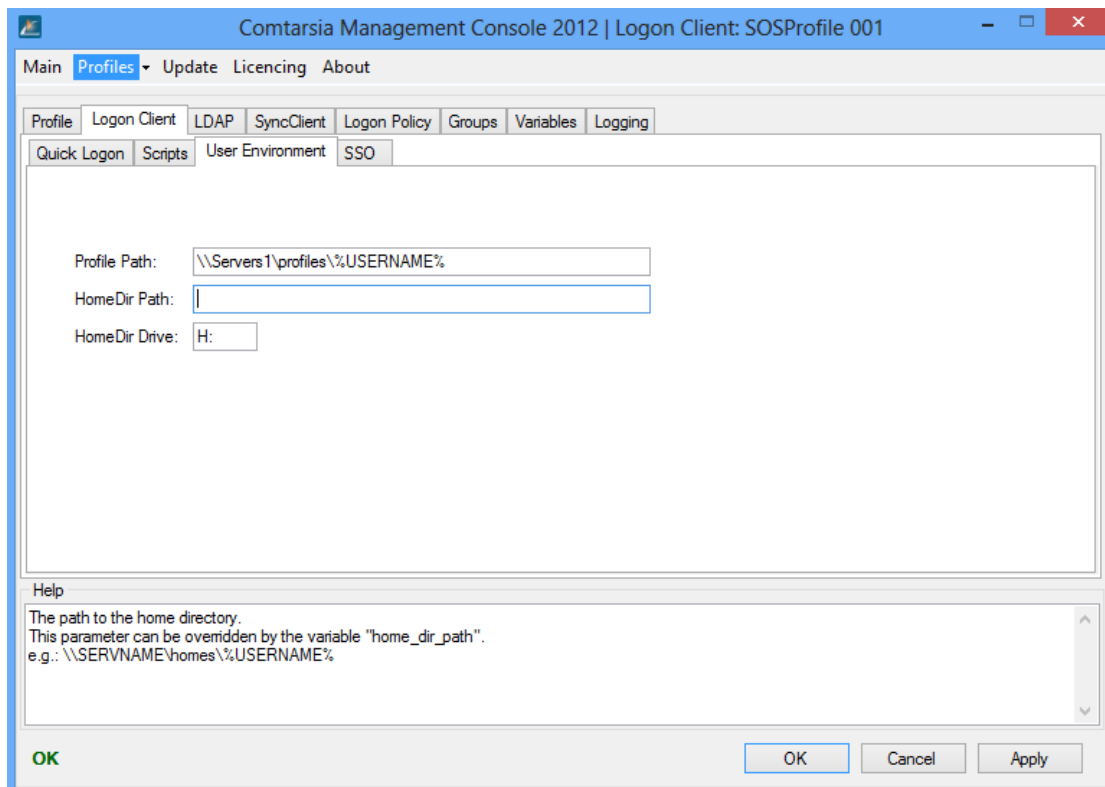 Comtarsia Management Console 2012 | Logon Client: SOSProfile 001
Main Profiles Update Licencing About
Profile Logon Client LDAP SyncClient Logon Policy Groups Variables Logging
Quick Logon Scripts User Environment SSO
Profile Path: \\Servers1\profiles\%USERNAME%
HomeDir Path:
HomeDir Drive: H:
Help
The path to the home directory.
This parameter can be overridden by the variable "home_dir_path".
e.g.: \\SERVNAME\homes\%USERNAME%
OK OK Cancel Apply